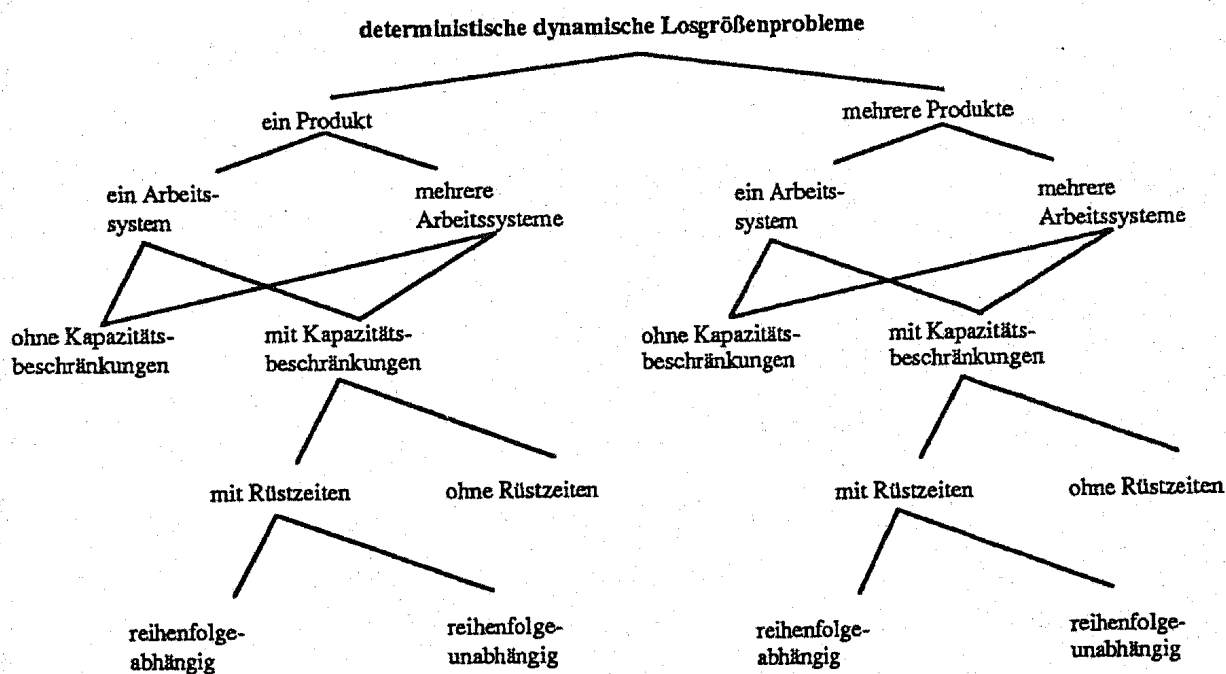 deterministische dynamische Losgrößenprobleme
ein Produkt
mehrere Produkte
ein Arbeits-
system
mehrere
Arbeitssysteme
ein Arbeits-
system
mehrere
Arbeitssysteme
ohne Kapazitäts-
beschränkungen
mit Kapazitäts-
beschränkungen
ohne Kapazitäts-
beschränkungen
mit Kapazitäts-
beschränkungen
mit Rüstzeiten
ohne Rüstzeiten
mit Rüstzeiten
ohne Rüstzeiten
reihenfolge-
abhängig
reihenfolge-
unabhängig
reihenfolge-
abhängig
reihenfolge-
unabhängig